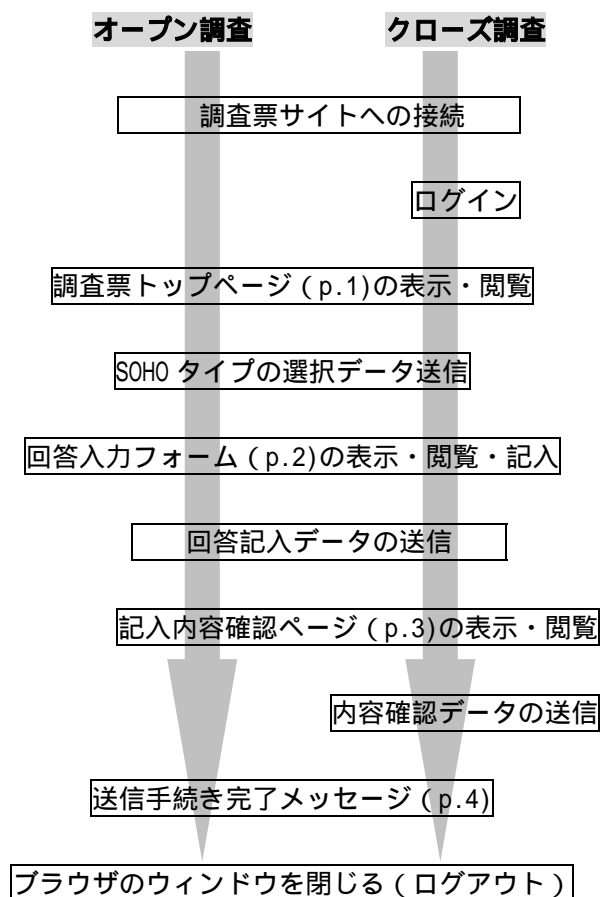 オープン調査 クローズ調査
調査票サイトへの接続
ログイン
調査票トップページ（p.1)の表示・閲覧
SOHO タイプの選択データ送信
回答入力フォーム（p.2)の表示・閲覧・記入
回答記入データの送信
記入内容確認ページ（p.3)の表示・閲覧
内容確認データの送信
送信手続き完了メッセージ（p.4)
ブラウザのウィンドウを閉じる（ログアウト）